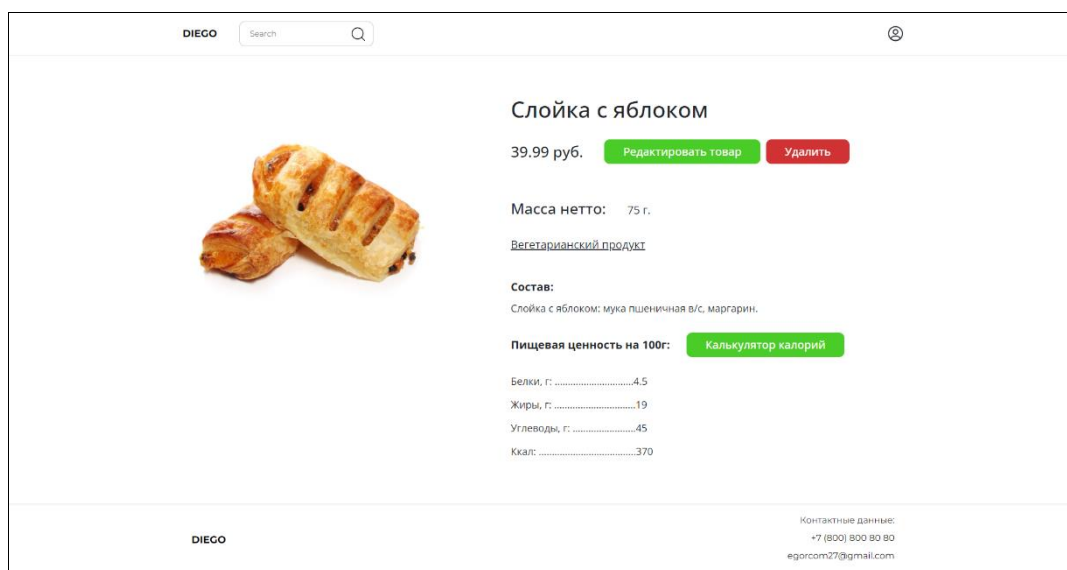 DIEGO Search
Слойка с яблоком
39.99 руб. Редактировать товар Удалить
Масса нетто: 75 г.
Вегетарианский продукт
Состав:
Слойка с яблоком: мука пшеничная в/с, маргарин.
Пищевая ценность на 100г: Калькулятор калорий
Белки, г: ..............................4.5
Жиры, г: ...............................19
Углеводы, г: ........................45
Ккал: .....................................370
Контактные данные:
DIEGO +7 (800) 800 80 80
egorcom27@gmail.com